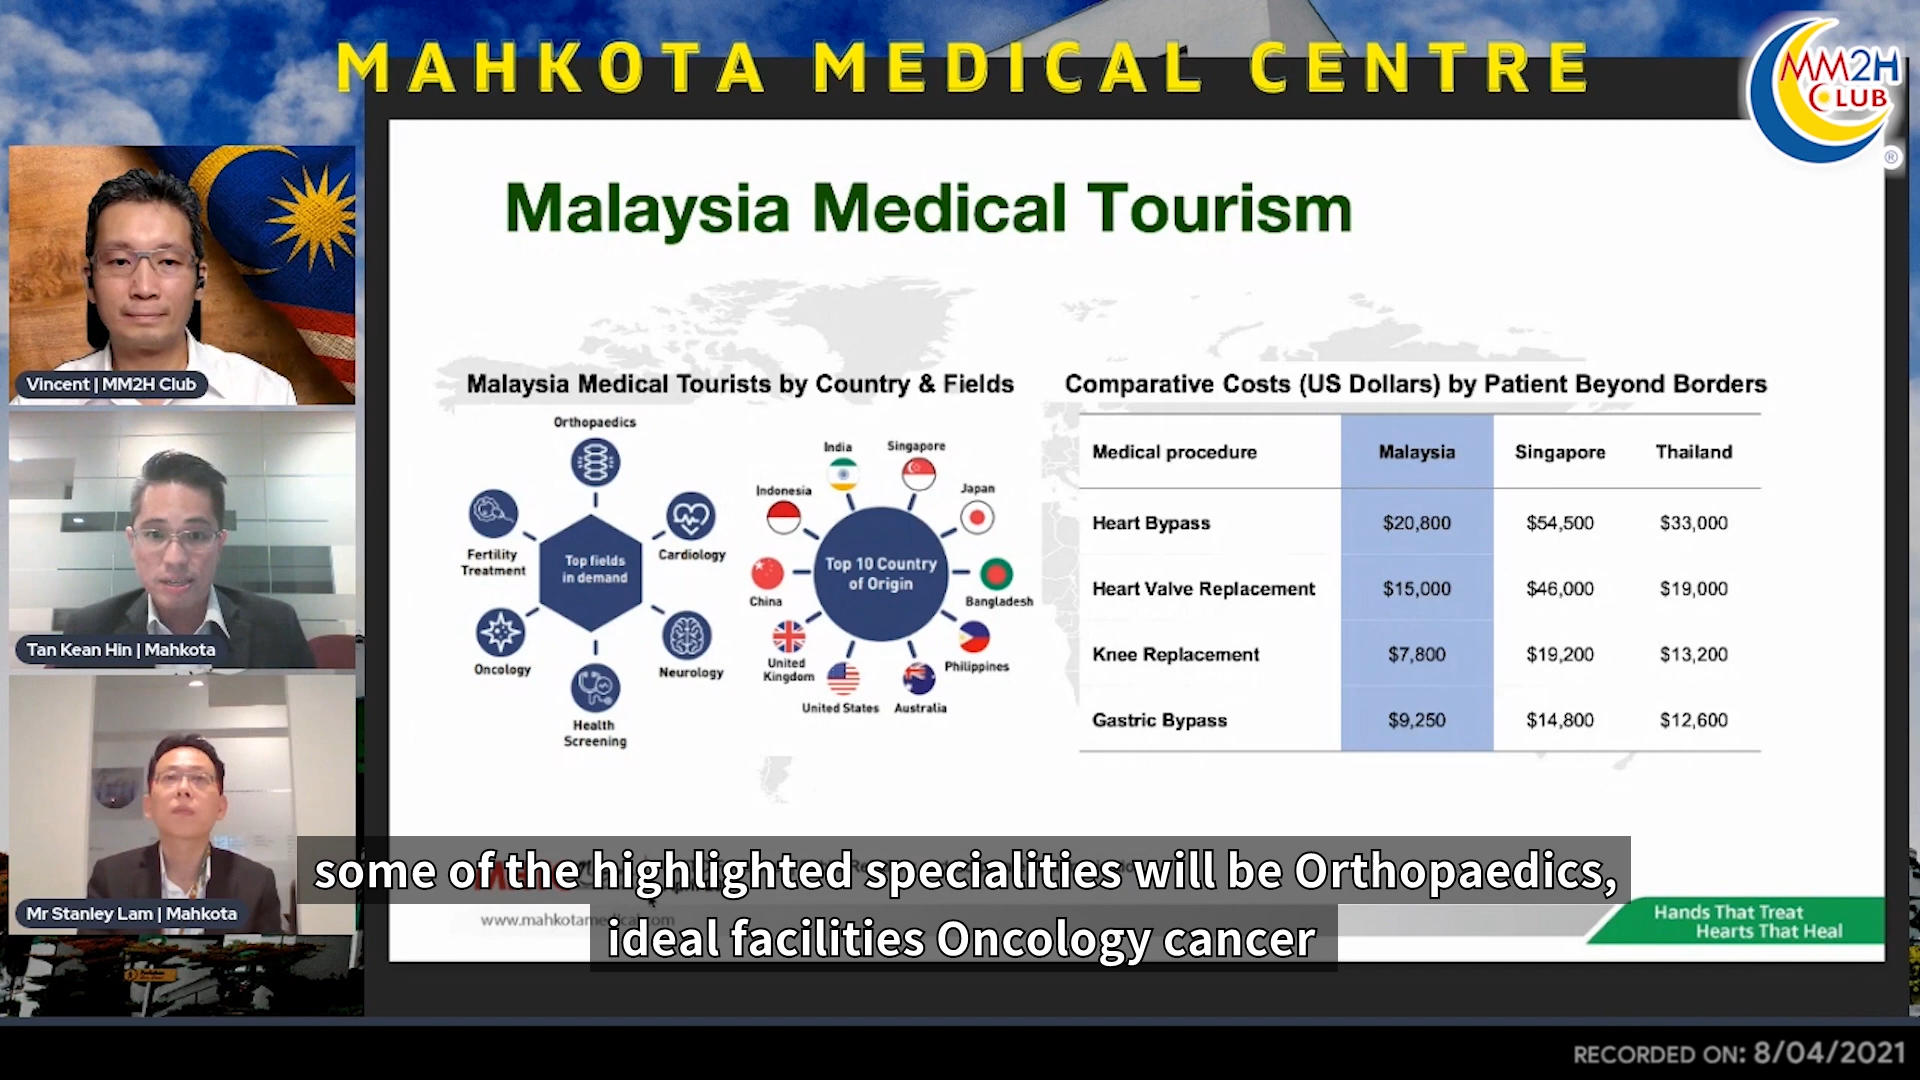 MAHKOTA MEDICAL CENTRE
MM2H
CLUB
®
Vincent | MM2H Club
Tan Kean Hin | Mahkota
Mr Stanley Lam | Mahkota
Malaysia Medical Tourism
Malaysia Medical Tourists by Country & Fields
Orthopaedics
Cardiology
Neurology
Health
Screening
Oncology
Fertility
Treatment
Top fields
in demand
India
Singapore
Japan
Bangladesh
Philippines
Australia
United States
United
Kingdom
China
Indonesia
Top 10 Country
of Origin
Comparative Costs (US Dollars) by Patient Beyond Borders
Medical procedure Malaysia Singapore Thailand
Heart Bypass $20,800 $54,500 $33,000
Heart Valve Replacement $15,000 $46,000 $19,000
Knee Replacement $7,800 $19,200 $13,200
Gastric Bypass $9,250 $14,800 $12,600
some of the highlighted specialities will be Orthopaedics,
ideal facilities Oncology cancer
www.mahkotamedical.com
Hands That Treat
Hearts That Heal
RECORDED ON: 8/04/2021